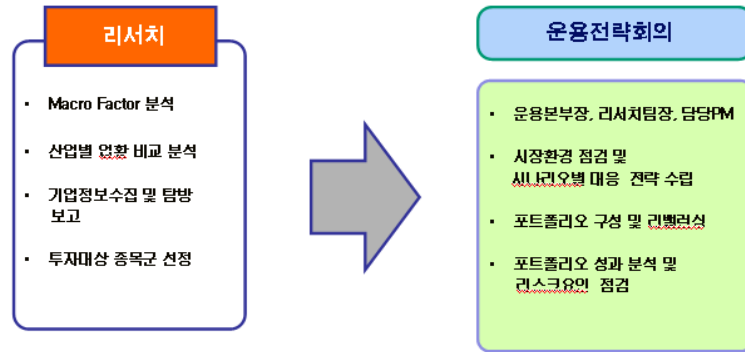 리서치
· Macro Factor 분석
· 산업별 업황 비교 분석
· 기업정보수집 및 탐방
보고
· 투자대상 종목군 선정
운용전략회의
· 운용본부장, 리서치팀장, 담당PM
· 시장환경 점검 및
시나리오별 대응 전략 수립
· 포트폴리오 구성 및 리밸런싱
· 포트폴리오 성과 분석 및
리스크요인 점검